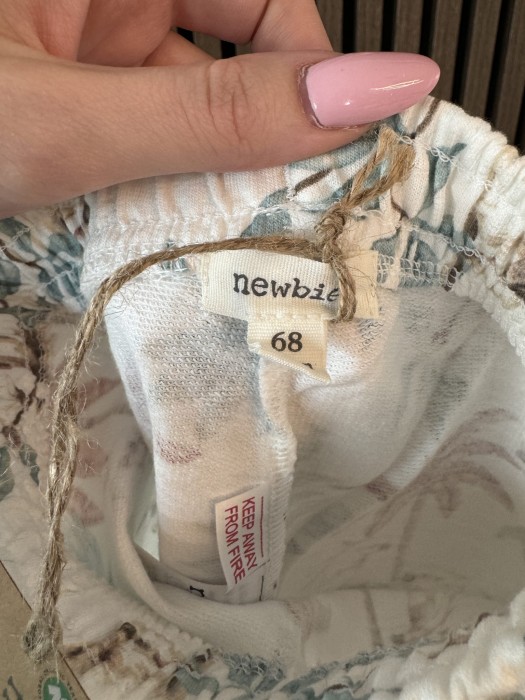 newbie
68
KEEP AWAY
FROM FIRE